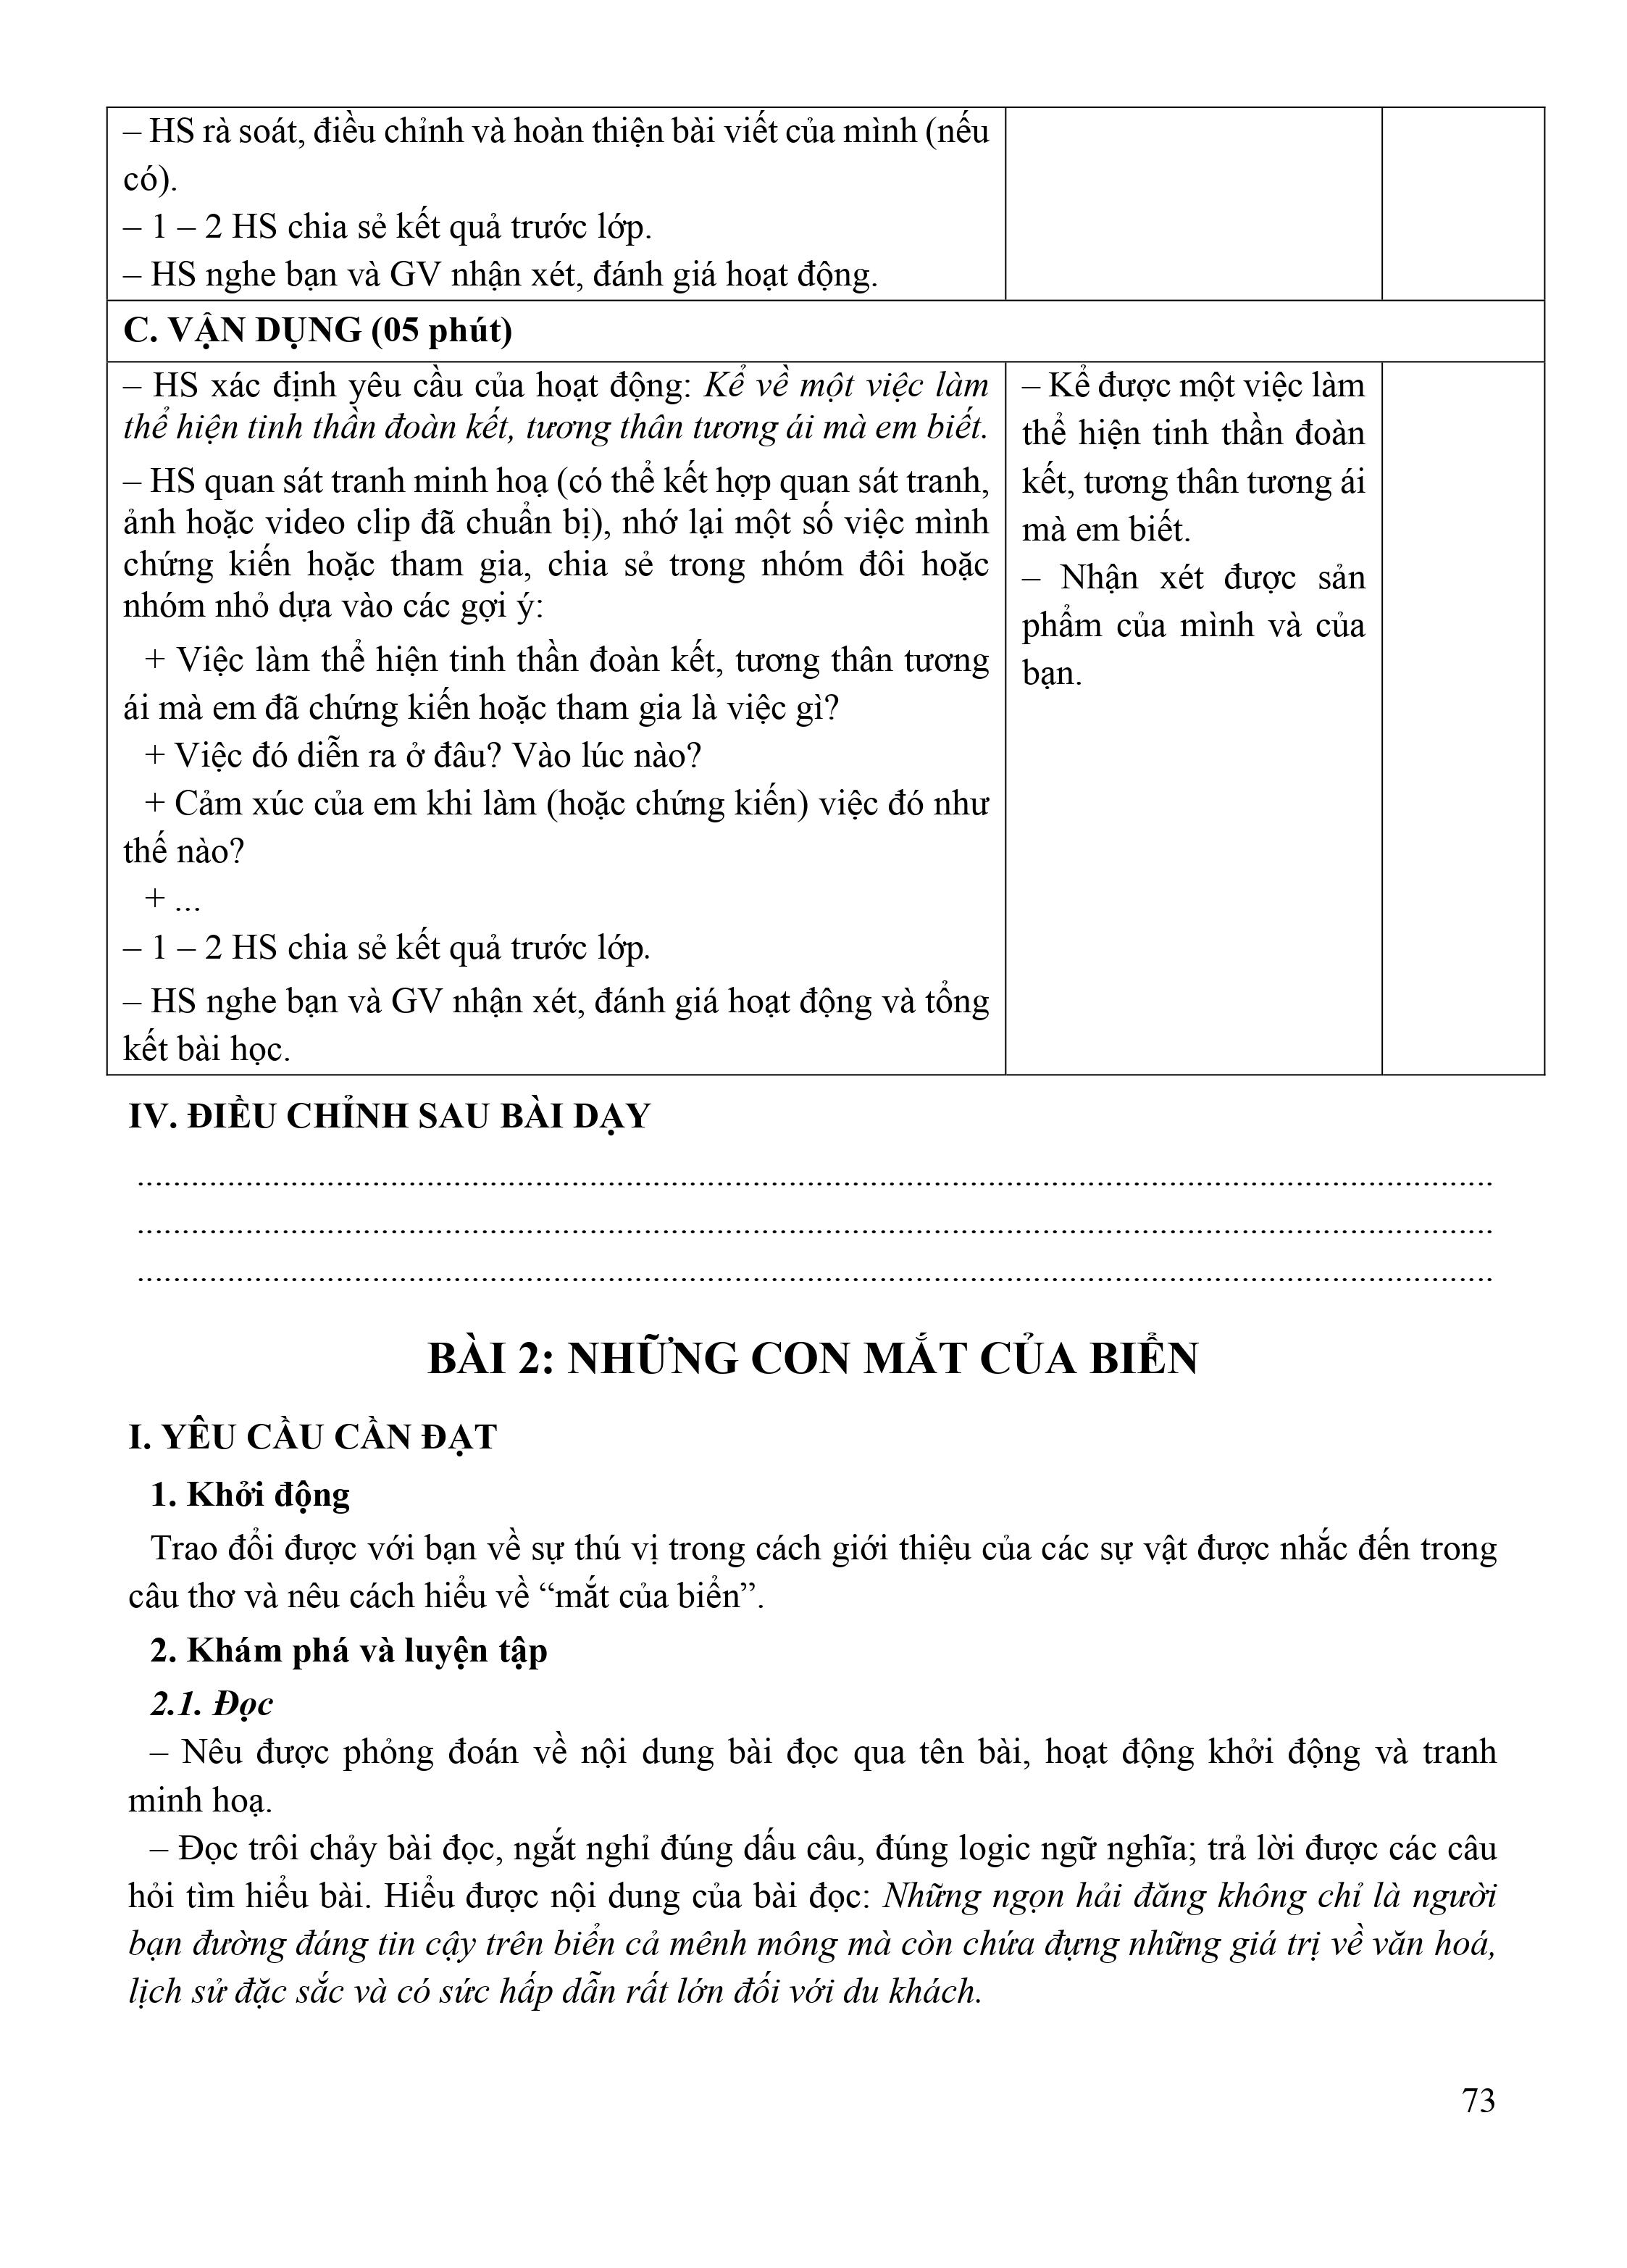 – HS rà soát, điều chỉnh và hoàn thiện bài viết của mình (nếu
có).
– 1 – 2 HS chia sẻ kết quả trước lớp.
– HS nghe bạn và GV nhận xét, đánh giá hoạt động.
C. VẬN DỤNG (05 phút)
– HS xác định yêu cầu của hoạt động: Kể về một việc làm
thể hiện tinh thần đoàn kết, tương thân tương ái mà em biết.
– HS quan sát tranh minh hoạ (có thể kết hợp quan sát tranh,
ảnh hoặc video clip đã chuẩn bị), nhớ lại một số việc mình
chứng kiến hoặc tham gia, chia sẻ trong nhóm đôi hoặc
nhóm nhỏ dựa vào các gợi ý:
+ Việc làm thể hiện tinh thần đoàn kết, tương thân tương
ái mà em đã chứng kiến hoặc tham gia là việc gì?
+ Việc đó diễn ra ở đâu? Vào lúc nào?
+ Cảm xúc của em khi làm (hoặc chứng kiến) việc đó như
thế nào?
+ ...
– 1 – 2 HS chia sẻ kết quả trước lớp.
– HS nghe bạn và GV nhận xét, đánh giá hoạt động và tổng
kết bài học.
– Kể được một việc làm
thể hiện tinh thần đoàn
kết, tương thân tương ái
mà em biết.
– Nhận xét được sản
phẩm của mình và của
bạn.
IV. ĐIỀU CHỈNH SAU BÀI DẠY
BÀI 2: NHỮNG CON MẮT CỦA BIỂN
I. YÊU CẦU CẦN ĐẠT
1. Khởi động
Trao đổi được với bạn về sự thú vị trong cách giới thiệu của các sự vật được nhắc đến trong
câu thơ và nêu cách hiểu về “mắt của biển”.
2. Khám phá và luyện tập
2.1. Đọc
– Nêu được phỏng đoán về nội dung bài đọc qua tên bài, hoạt động khởi động và tranh
minh hoạ.
– Đọc trôi chảy bài đọc, ngắt nghỉ đúng dấu câu, đúng logic ngữ nghĩa; trả lời được các câu
hỏi tìm hiểu bài. Hiểu được nội dung của bài đọc: Những ngọn hải đăng không chỉ là người
bạn đường đáng tin cậy trên biển cả mênh mông mà còn chứa đựng những giá trị về văn hoá,
lịch sử đặc sắc và có sức hấp dẫn rất lớn đối với du khách.
73